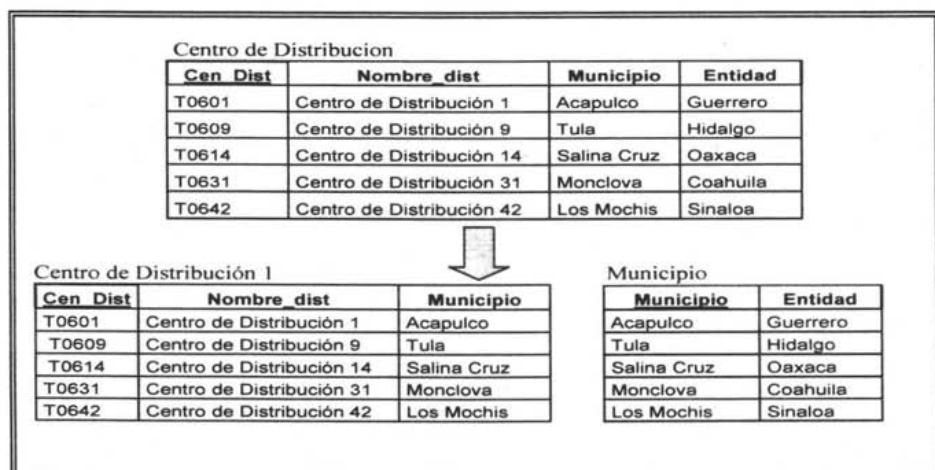 Centro de Distribucion
Cen_Dist Nombre_dist Municipio Entidad
T0601 Centro de Distribución 1 Acapulco Guerrero
T0609 Centro de Distribución 9 Tula Hidalgo
T0614 Centro de Distribución 14 Salina Cruz Oaxaca
T0631 Centro de Distribución 31 Monclova Coahuila
T0642 Centro de Distribución 42 Los Mochis Sinaloa
Centro de Distribución 1
Cen_Dist Nombre_dist Municipio
T0601 Centro de Distribución 1 Acapulco
T0609 Centro de Distribución 9 Tula
T0614 Centro de Distribución 14 Salina Cruz
T0631 Centro de Distribución 31 Monclova
T0642 Centro de Distribución 42 Los Mochis
Municipio
Municipio Entidad
Acapulco Guerrero
Tula Hidalgo
Salina Cruz Oaxaca
Monclova Coahuila
Los Mochis Sinaloa